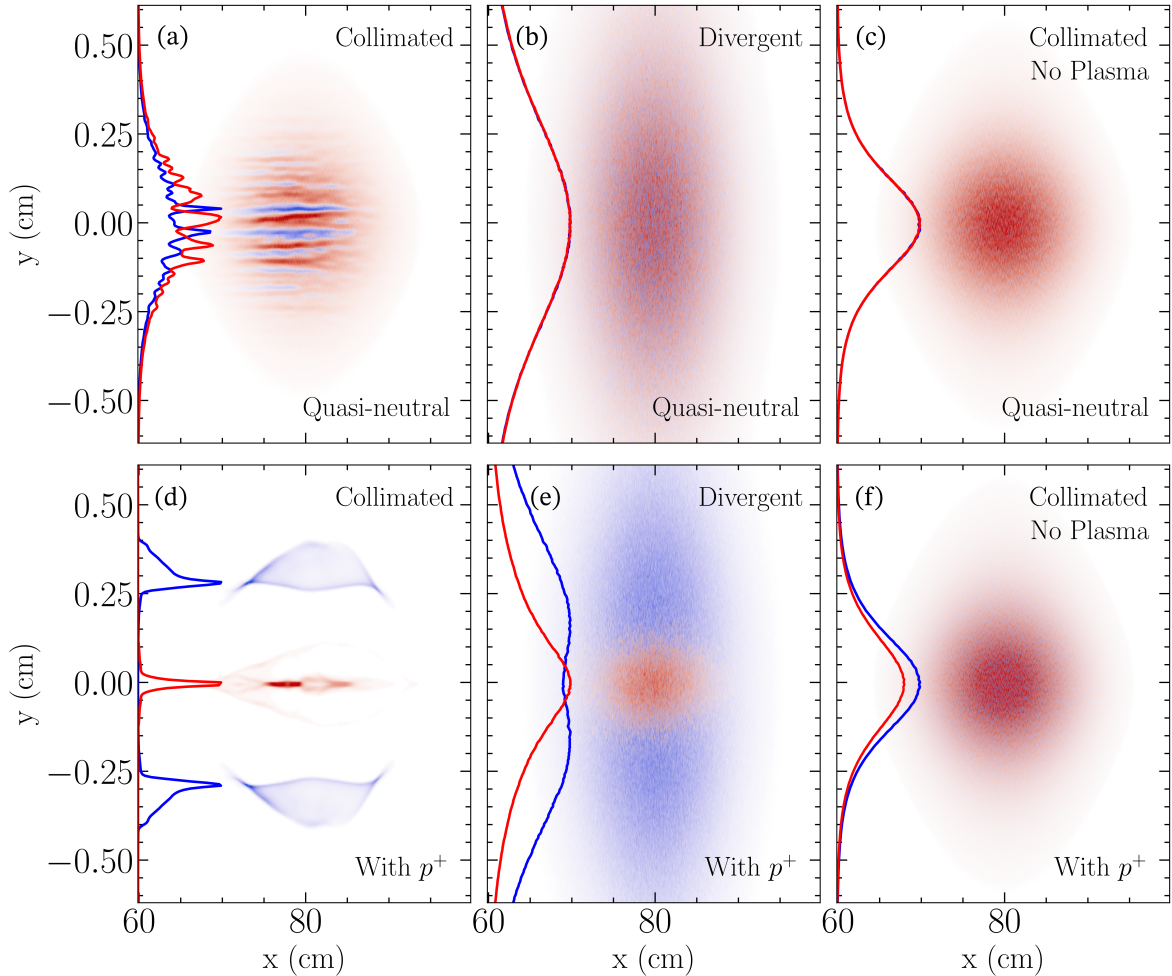 (a) Collimated
(b) Divergent
(c) Collimated
No Plasma
0.50
0.25
0.00
−0.25
−0.50
y (cm)
Quasi-neutral
Quasi-neutral
Quasi-neutral
(d) Collimated
(e) Divergent
(f) Collimated
No Plasma
0.50
0.25
0.00
−0.25
−0.50
y (cm)
With p⁺
With p⁺
With p⁺
60 80
60 80
60 80
x (cm)
x (cm)
x (cm)